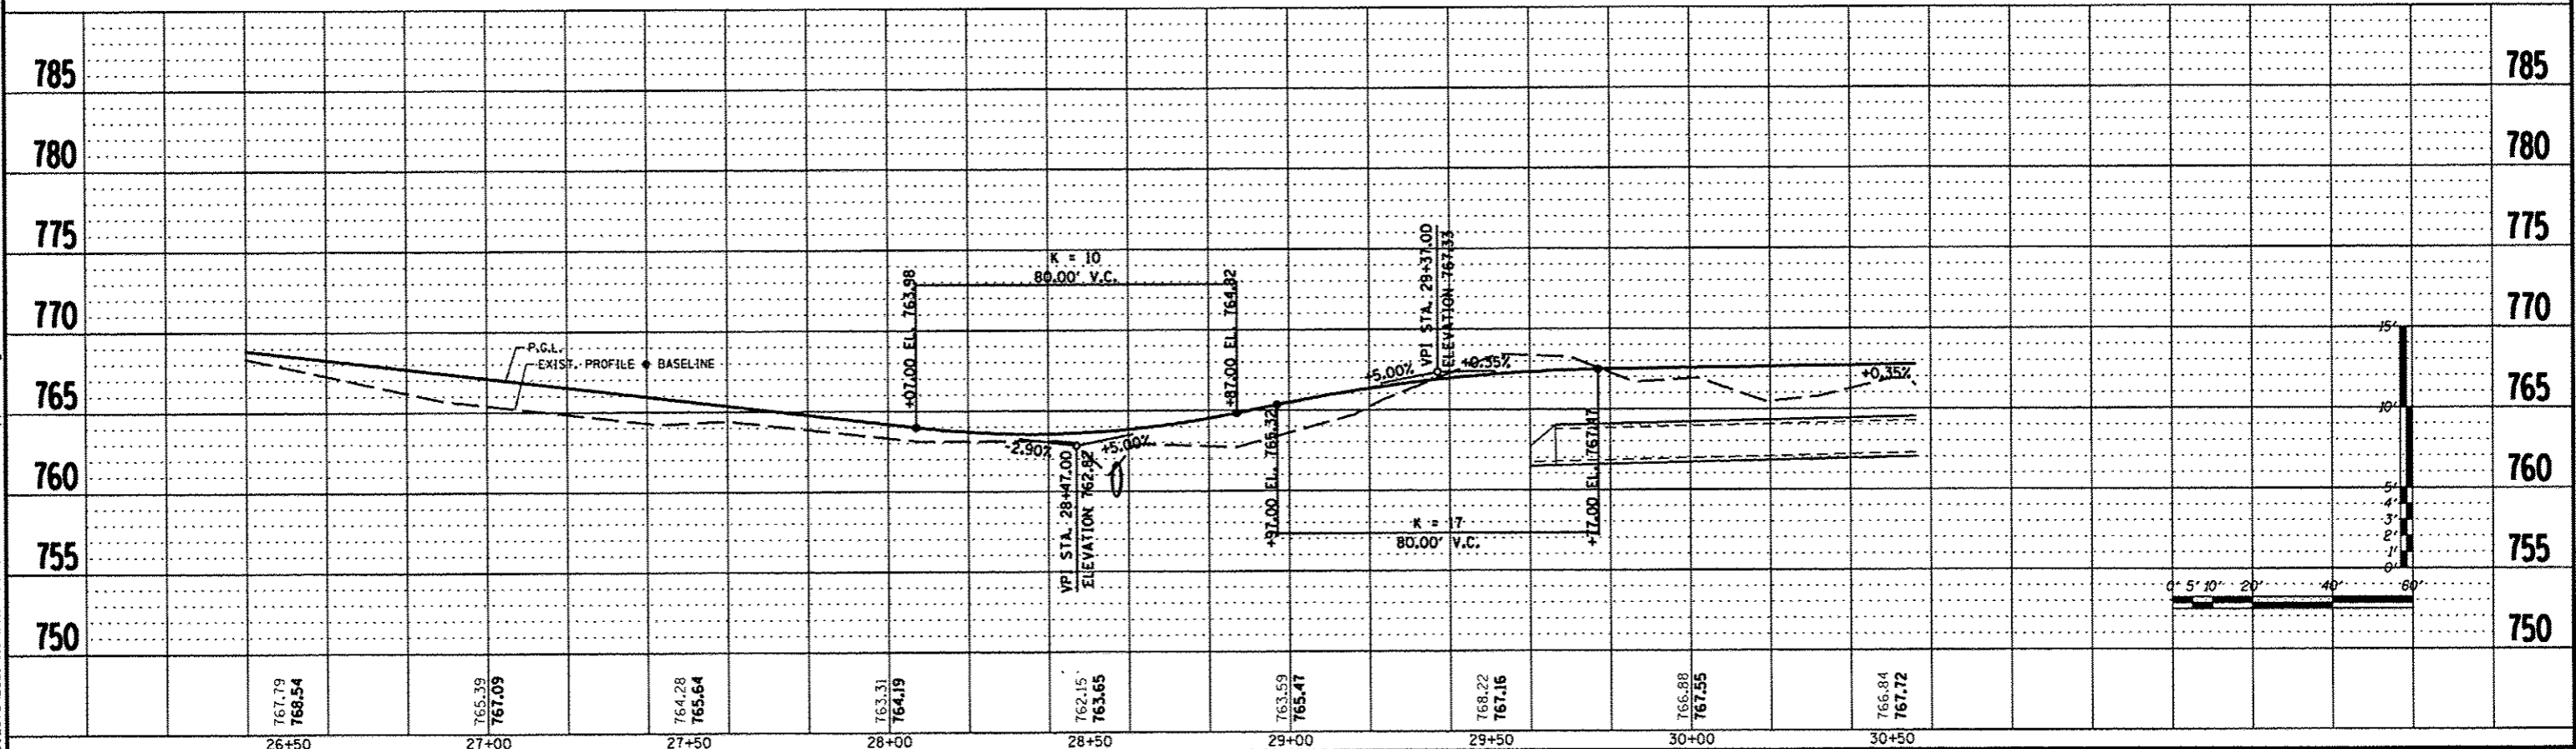 785 785
780 780
775 775
770 770
765 765
760 760
755 755
750 750
K = 10
80.00' V.C.
+07.00 EL. 763.98
+87.00 EL. 764.82
VPI STA. 29+37.00
ELEVATION 767.33
P.G.L.
EXIST. PROFILE BASELINE
+5.00%
+0.35%
+0.35%
-2.90%
+5.00%
VPI STA. 28+47.00
ELEVATION 762.82
+97.00 EL. 765.32
+77.00 EL. 767.47
K = 17
80.00' V.C.
15'
10'
5'
4'
3'
2'
1'
0'
0' 5' 10' 20' 40' 60'
767.79 765.39 764.28 763.31 762.15 763.59 768.22 766.88 766.84
768.54 767.09 765.64 764.19 763.65 765.47 767.16 767.55 767.72
26+50 27+00 27+50 28+00 28+50 29+00 29+50 30+00 30+50